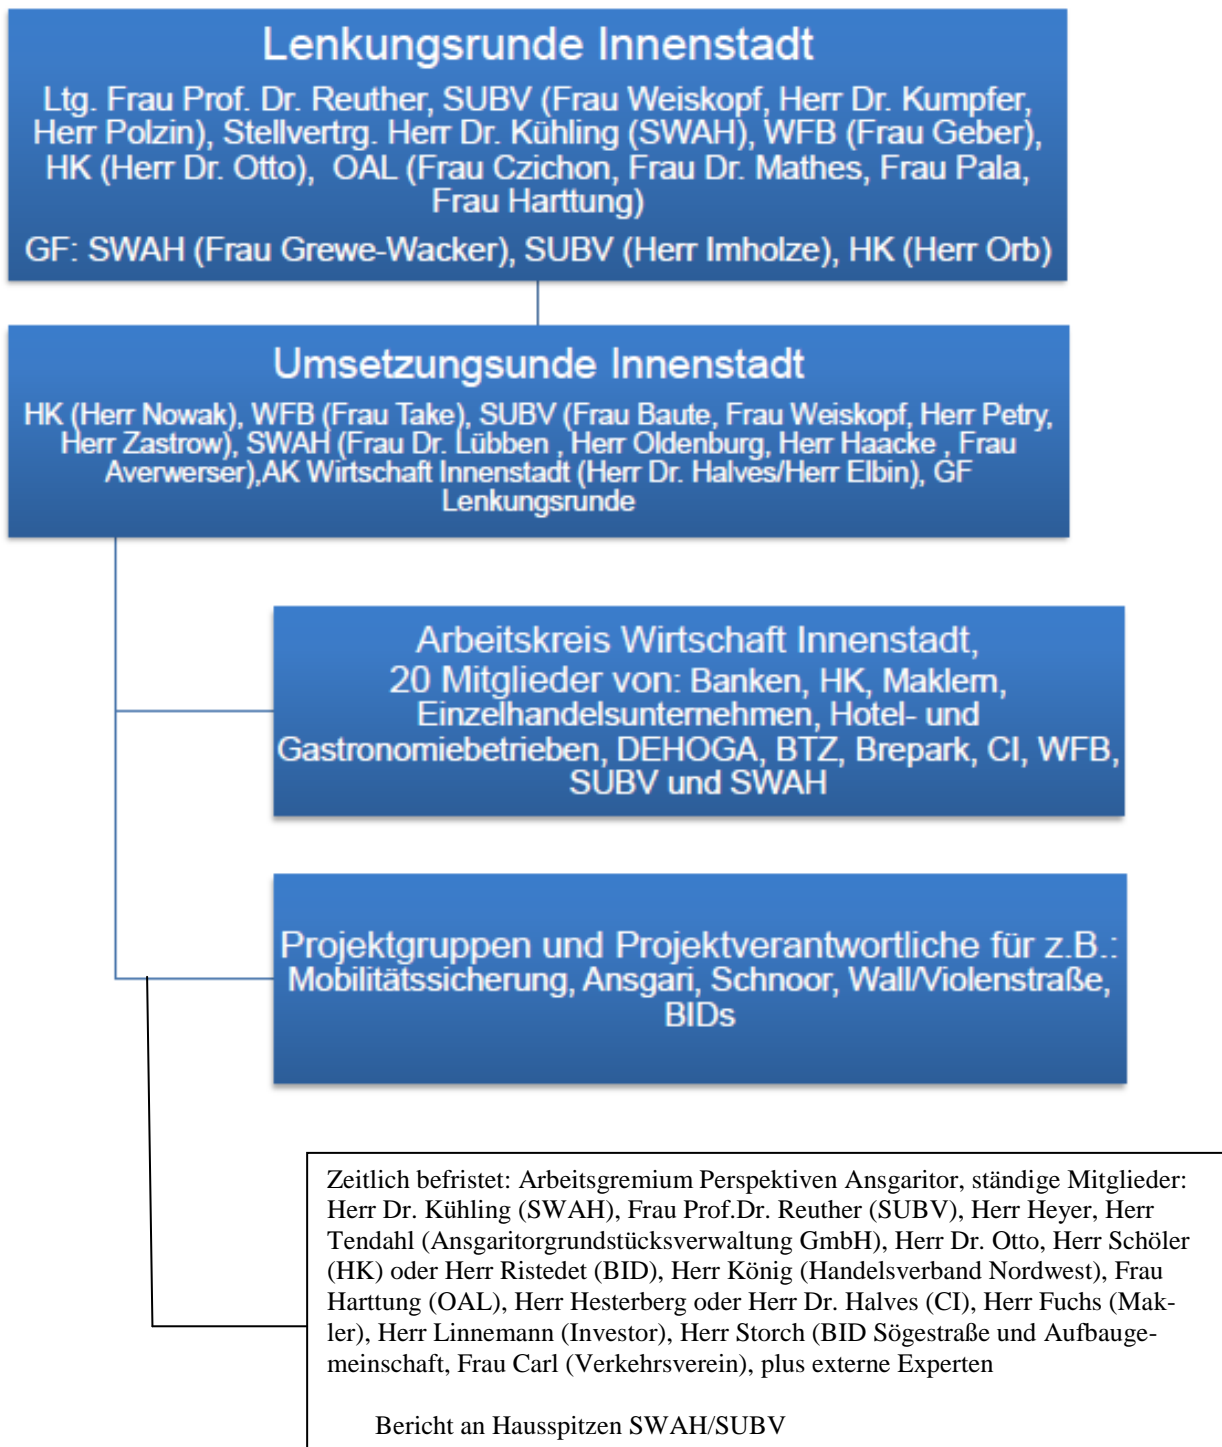 Lenkungsrunde Innenstadt
Ltg. Frau Prof. Dr. Reuther, SUBV (Frau Weiskopf, Herr Dr. Kumpfer,
Herr Polzin), Stellvertrg. Herr Dr. Kühling (SWAH), WFB (Frau Geber),
HK (Herr Dr. Otto), OAL (Frau Czichon, Frau Dr. Mathes, Frau Pala,
Frau Harttung)
GF: SWAH (Frau Grewe-Wacker), SUBV (Herr Imholze), HK (Herr Orb)
Umsetzungsunde Innenstadt
HK (Herr Nowak), WFB (Frau Take), SUBV (Frau Baute, Frau Weiskopf, Herr Petry,
Herr Zastrow), SWAH (Frau Dr. Lübben , Herr Oldenburg, Herr Haacke , Frau
Averwerser),AK Wirtschaft Innenstadt (Herr Dr. Halves/Herr Elbin), GF
Lenkungsrunde
Arbeitskreis Wirtschaft Innenstadt,
20 Mitglieder von: Banken, HK, Maklern,
Einzelhandelsunternehmen, Hotel- und
Gastronomiebetrieben, DEHOGA, BTZ, Brepark, CI, WFB,
SUBV und SWAH
Projektgruppen und Projektverantwortliche für z.B.:
Mobilitätssicherung, Ansgari, Schnoor, Wall/Violenstraße,
BIDs
Zeitlich befristet: Arbeitsgremium Perspektiven Ansgaritor, ständige Mitglieder:
Herr Dr. Kühling (SWAH), Frau Prof.Dr. Reuther (SUBV), Herr Heyer, Herr
Tendahl (Ansgaritorgrundstücksverwaltung GmbH), Herr Dr. Otto, Herr Schöler
(HK) oder Herr Ristedet (BID), Herr König (Handelsverband Nordwest), Frau
Harttung (OAL), Herr Hesterberg oder Herr Dr. Halves (CI), Herr Fuchs (Mak-
ler), Herr Linnemann (Investor), Herr Storch (BID Sögestraße und Aufbauge-
meinschaft, Frau Carl (Verkehrsverein), plus externe Experten
Bericht an Hausspitzen SWAH/SUBV